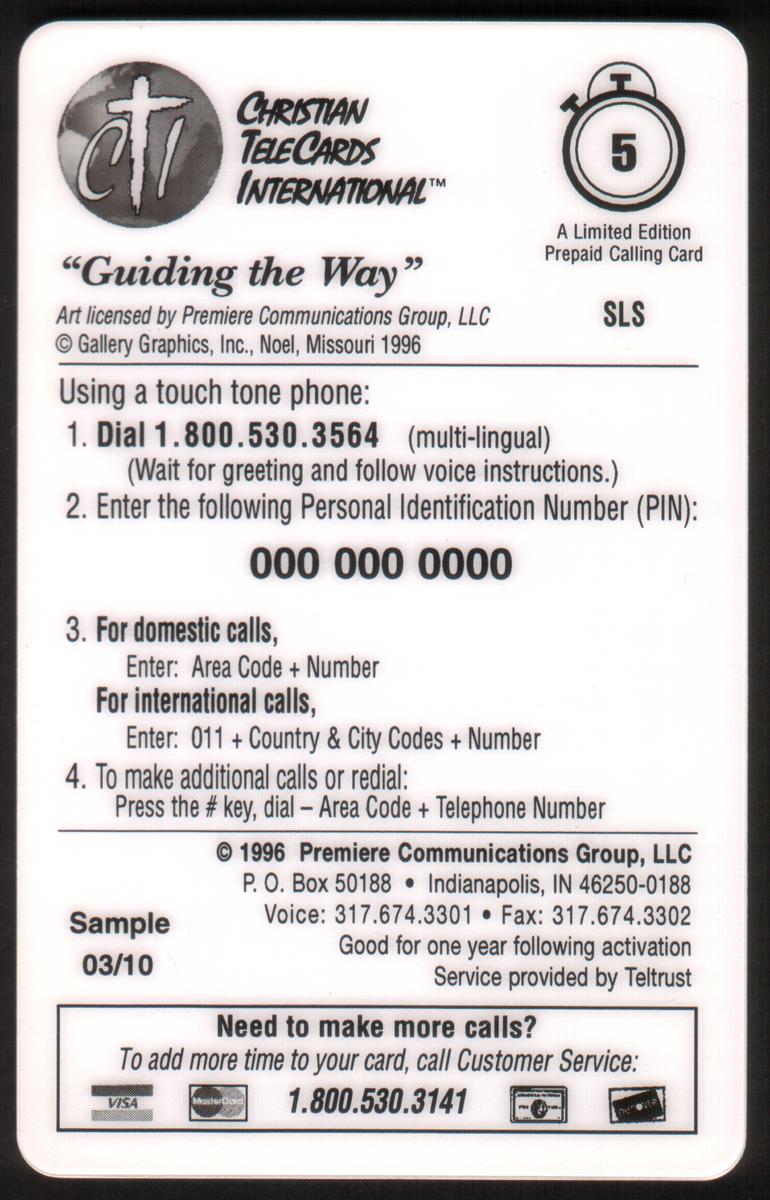 CTI
CHRISTIAN
TELECARDS
INTERNATIONAL™
T T
5
A Limited Edition
Prepaid Calling Card
“Guiding the Way”
SLS
Art licensed by Premiere Communications Group, LLC
© Gallery Graphics, Inc., Noel, Missouri 1996
Using a touch tone phone:
1. Dial 1.800.530.3564 (multi-lingual)
(Wait for greeting and follow voice instructions.)
2. Enter the following Personal Identification Number (PIN):
000 000 0000
3. For domestic calls,
Enter: Area Code + Number
For international calls,
Enter: 011 + Country & City Codes + Number
4. To make additional calls or redial:
Press the # key, dial – Area Code + Telephone Number
© 1996 Premiere Communications Group, LLC
P. O. Box 50188 • Indianapolis, IN 46250-0188
Voice: 317.674.3301 • Fax: 317.674.3302
Good for one year following activation
Service provided by Teltrust
Sample
03/10
Need to make more calls?
To add more time to your card, call Customer Service:
VISA MasterCard 1.800.530.3141